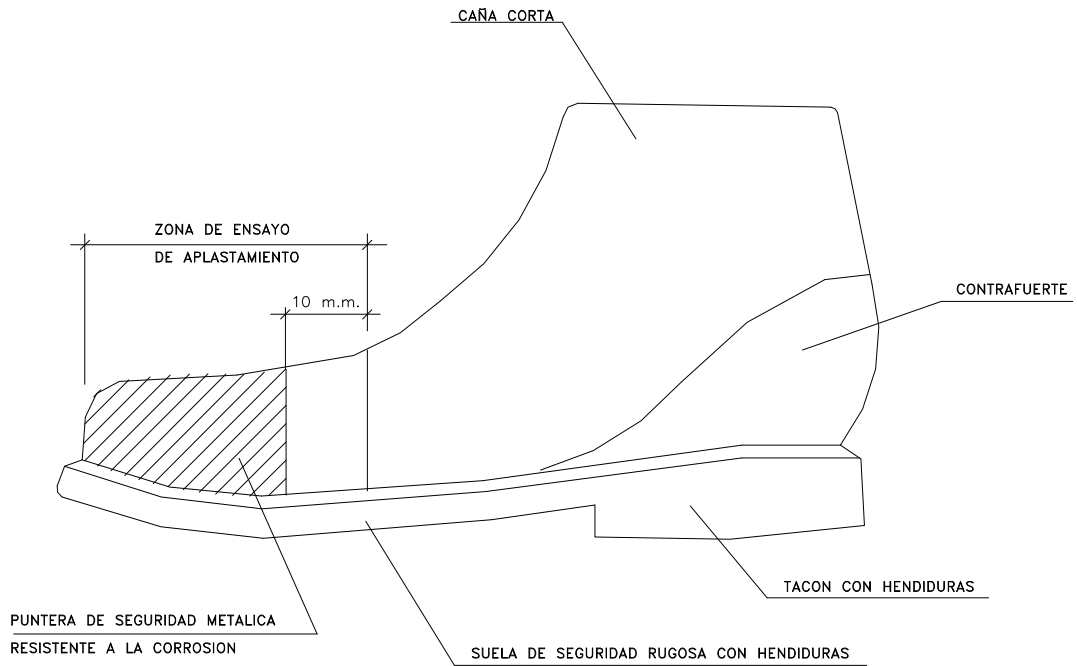 CAÑA CORTA
ZONA DE ENSAYO
DE APLASTAMIENTO
10 m.m.
CONTRAFUERTE
TACON CON HENDIDURAS
PUNTERA DE SEGURIDAD METALICA
RESISTENTE A LA CORROSION
SUELA DE SEGURIDAD RUGOSA CON HENDIDURAS